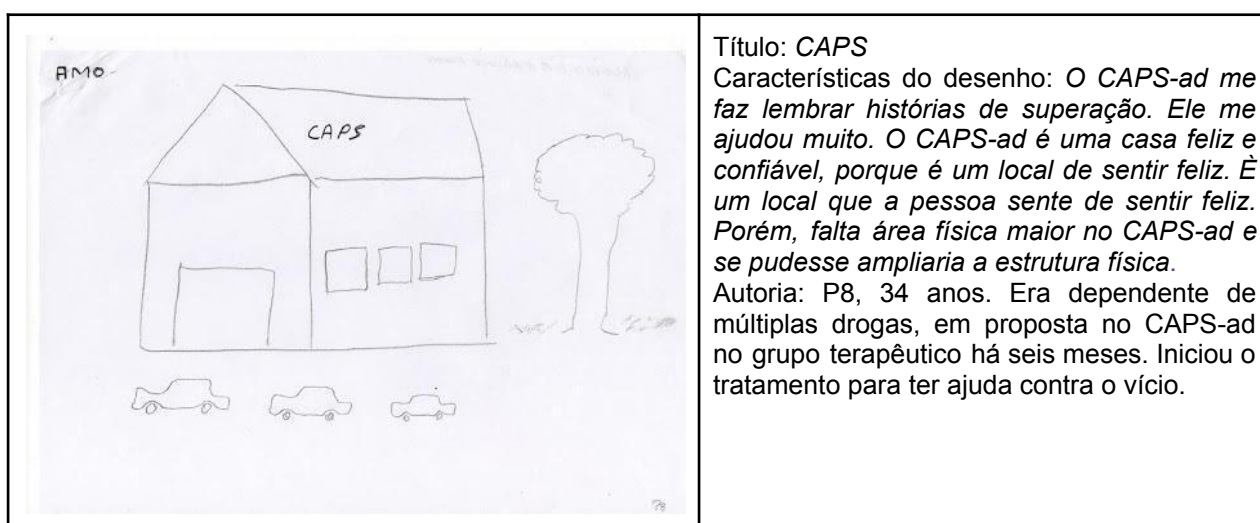 AMO
CAPS
P8
Título: CAPS
Características do desenho: O CAPS-ad me
faz lembrar histórias de superação. Ele me
ajudou muito. O CAPS-ad é uma casa feliz e
confiável, porque é um local de sentir feliz. È
um local que a pessoa sente de sentir feliz.
Porém, falta área física maior no CAPS-ad e
se pudesse ampliaria a estrutura física.
Autoria: P8, 34 anos. Era dependente de
múltiplas drogas, em proposta no CAPS-ad
no grupo terapêutico há seis meses. Iniciou o
tratamento para ter ajuda contra o vício.